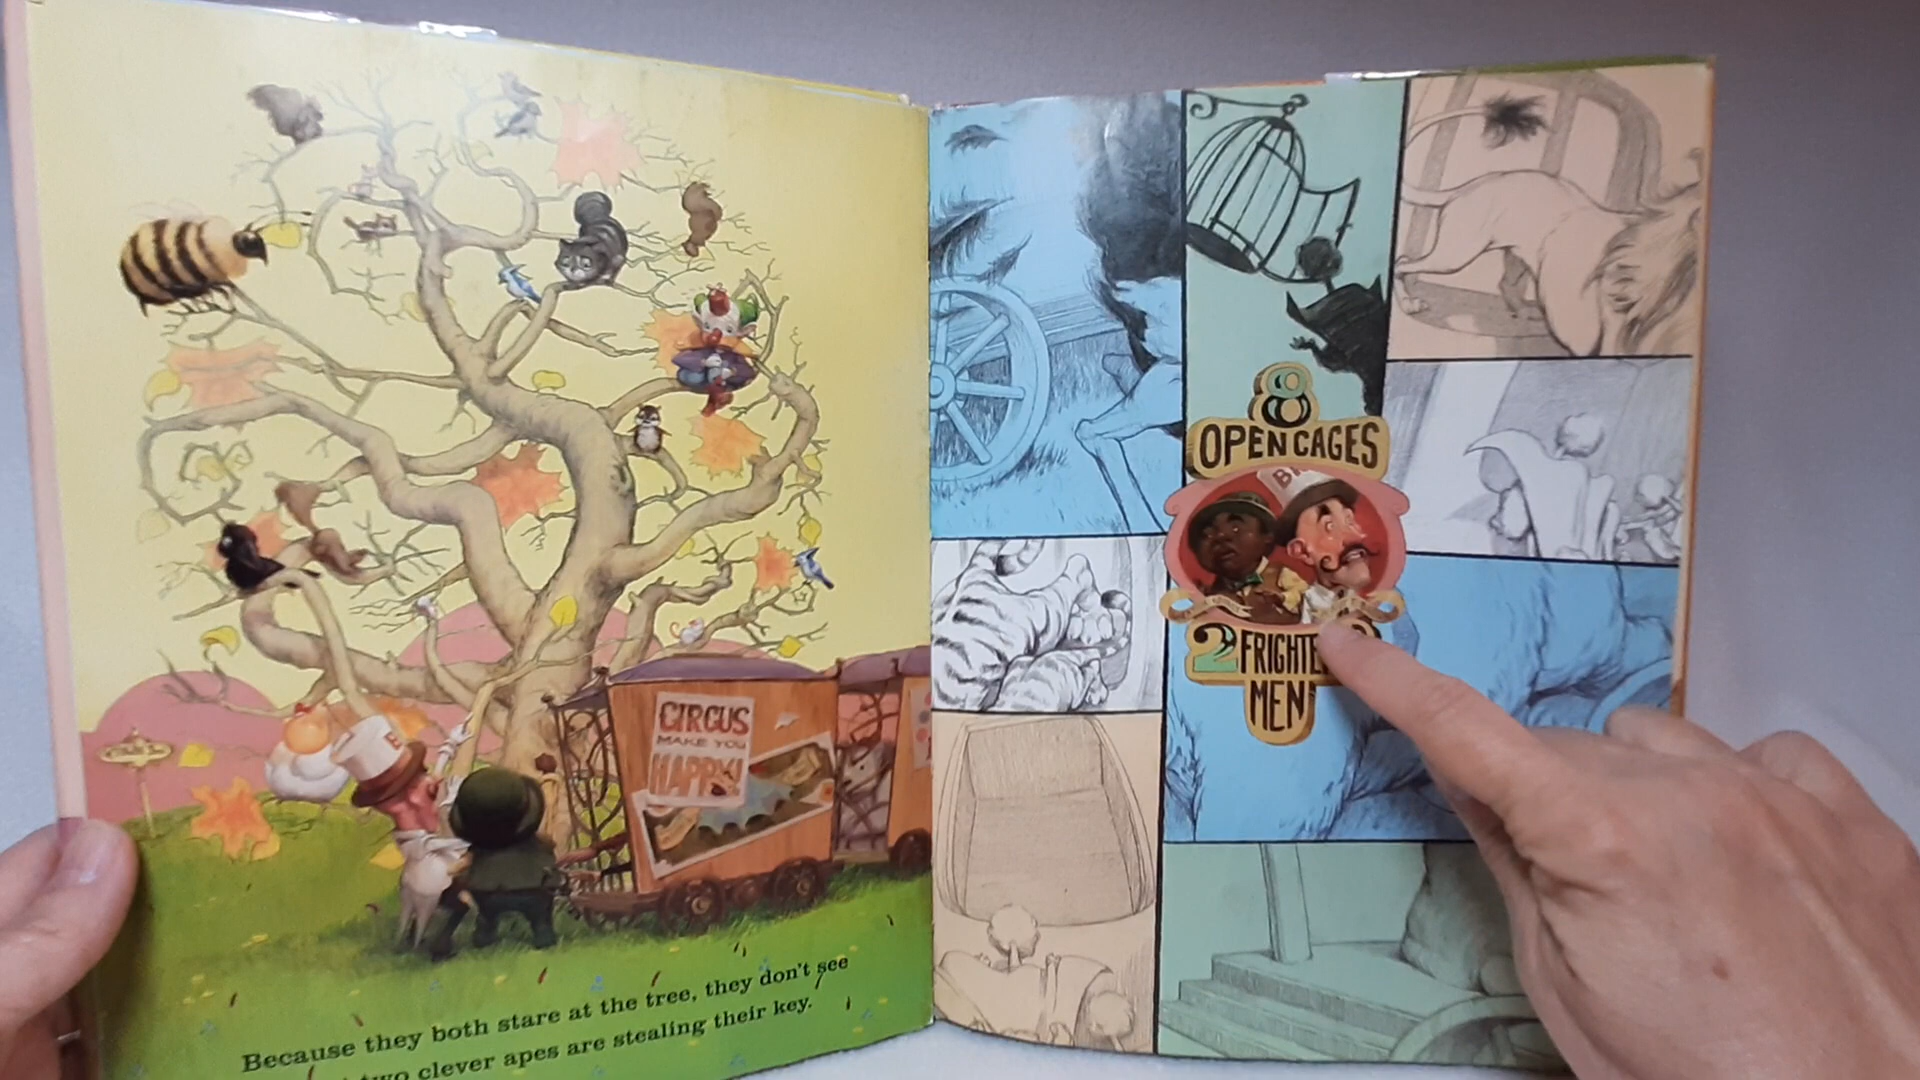 CIRCUS
MAKE YOU
HAPPY!
Because they both stare at the tree, they don't see
two clever apes are stealing their key.
8
OPEN CAGES
2 FRIGHTE
MEN